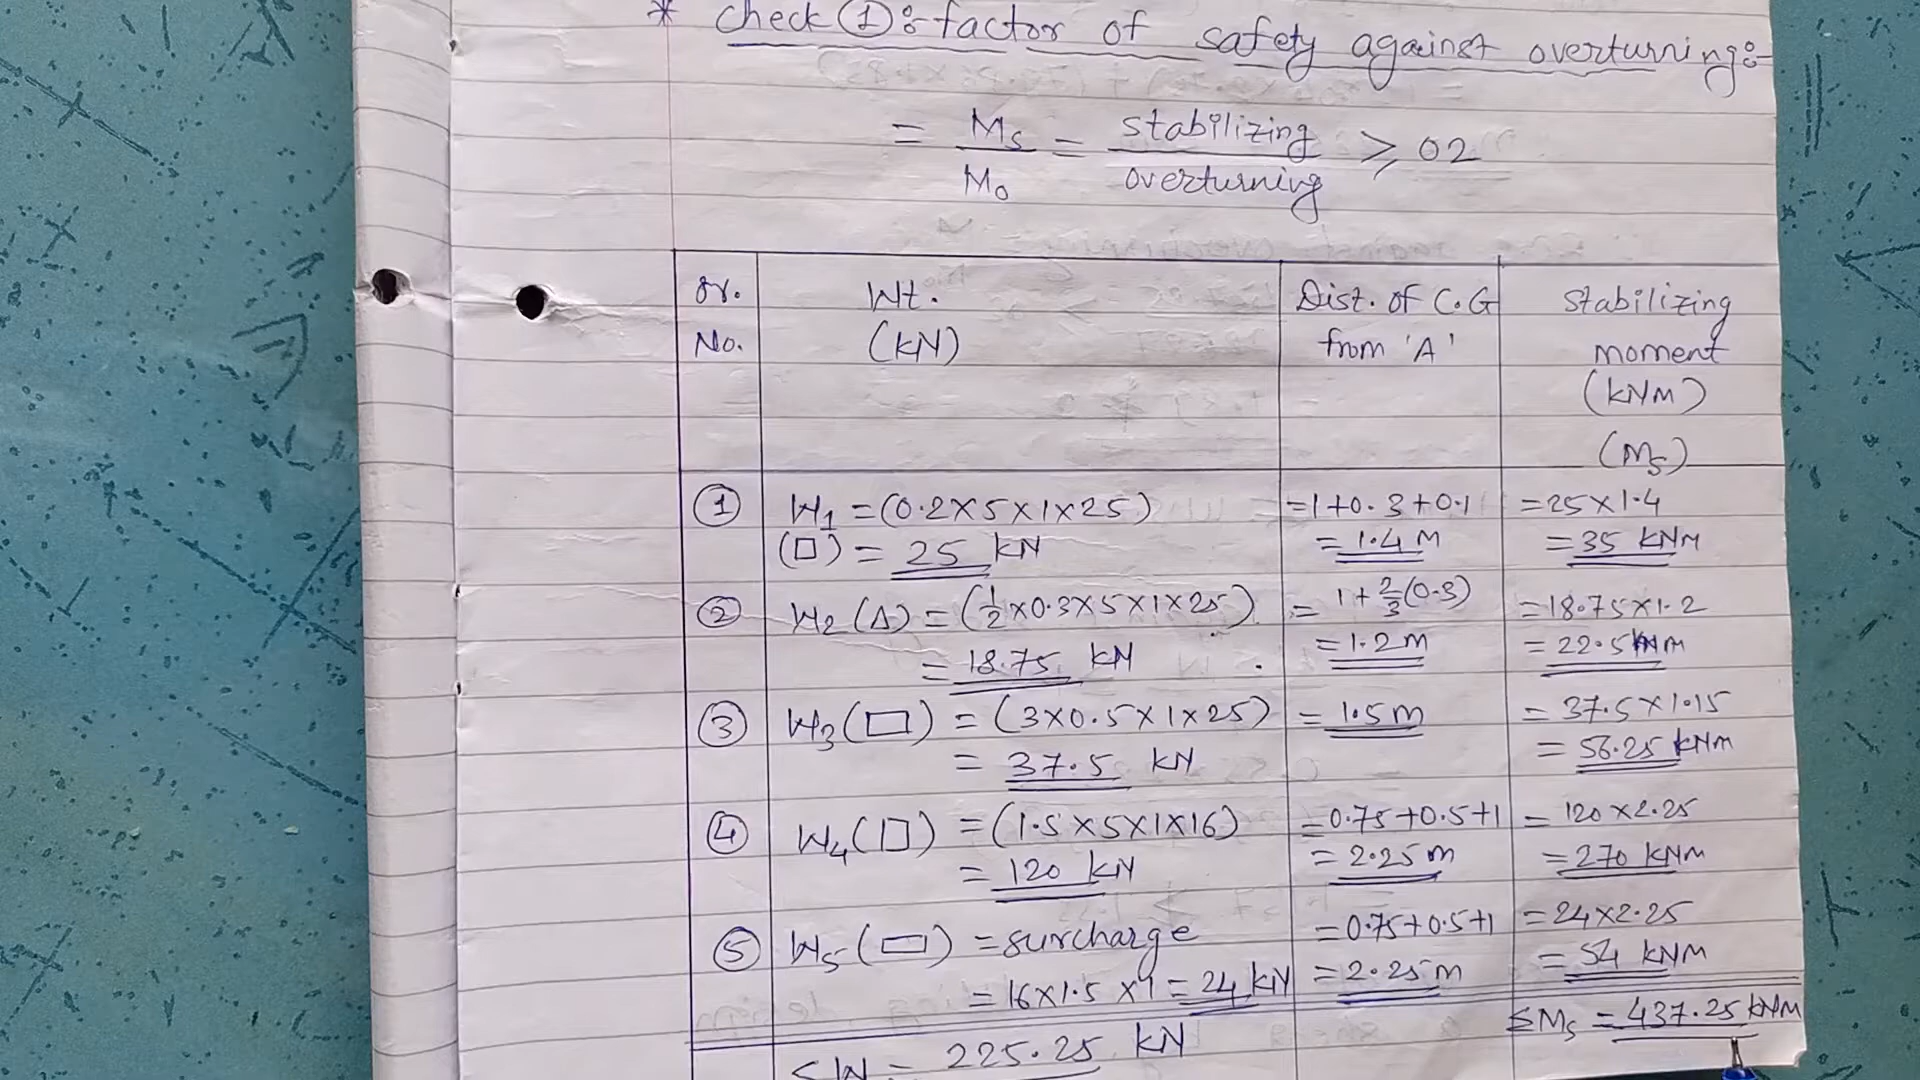 * Check ① : factor of safety against overturning:-
= Ms/Mo = stabilizing/overturning ≥ 02
Sr. No. | Wt. (kN) | Dist. of C.G from 'A' | Stabilizing moment (kNm) (Ms)
① W1 = (0.2×5×1×25) | =1+0.3+0.1 | =25×1.4
(□) = 25 kN | = 1.4 m | = 35 kNm
② W2 (Δ) = (1/2×0.3×5×1×25) | = 1+2/3(0.3) | =18.75×1.2
= 18.75 kN | = 1.2m | = 22.5 kNm
③ W3 (▭) = (3×0.5×1×25) | = 1.5m | = 37.5×1.15
= 37.5 kN | = 56.25 kNm
④ W4(□) = (1.5×5×1×16) | =0.75+0.5+1 | = 120×2.25
= 120 kN | = 2.25m | =270 kNm
⑤ W5 (▭) =surcharge | =0.75+0.5+1 | =24×2.25
= 16×1.5×1 = 24 kN | = 2.25m | = 54 kNm
ΣMs = 437.25 kNm
ΣW = 225.25 kN